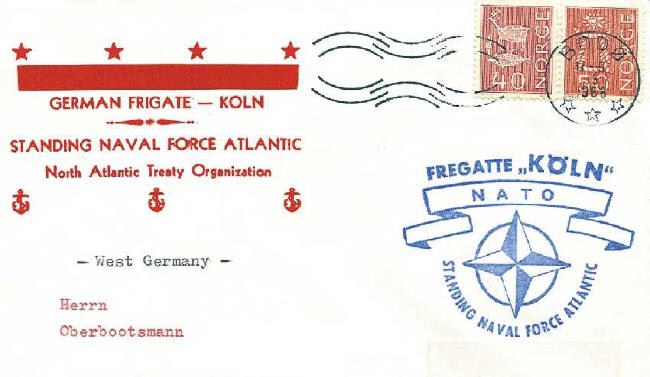 GERMAN FRIGATE — KOLN
STANDING NAVAL FORCE ATLANTIC
North Atlantic Treaty Organization
- West Germany -
Herrn
Oberbootsmann
40 NORGE
NORGE
FREGATTE „KÖLN“
NATO
STANDING NAVAL FORCE ATLANTIC